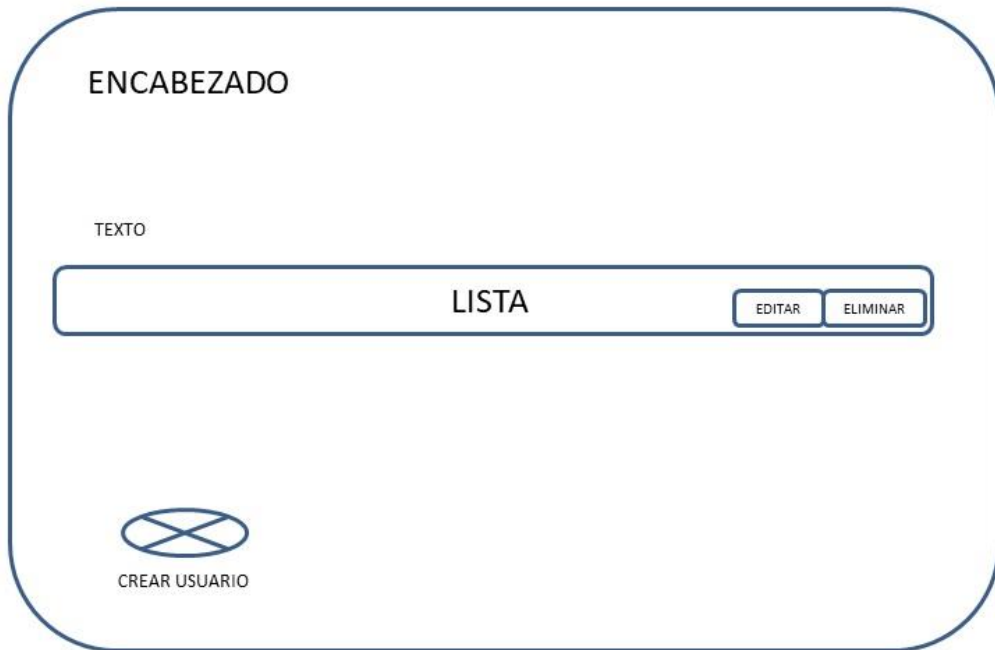 ENCABEZADO
TEXTO
LISTA
EDITAR
ELIMINAR
CREAR USUARIO